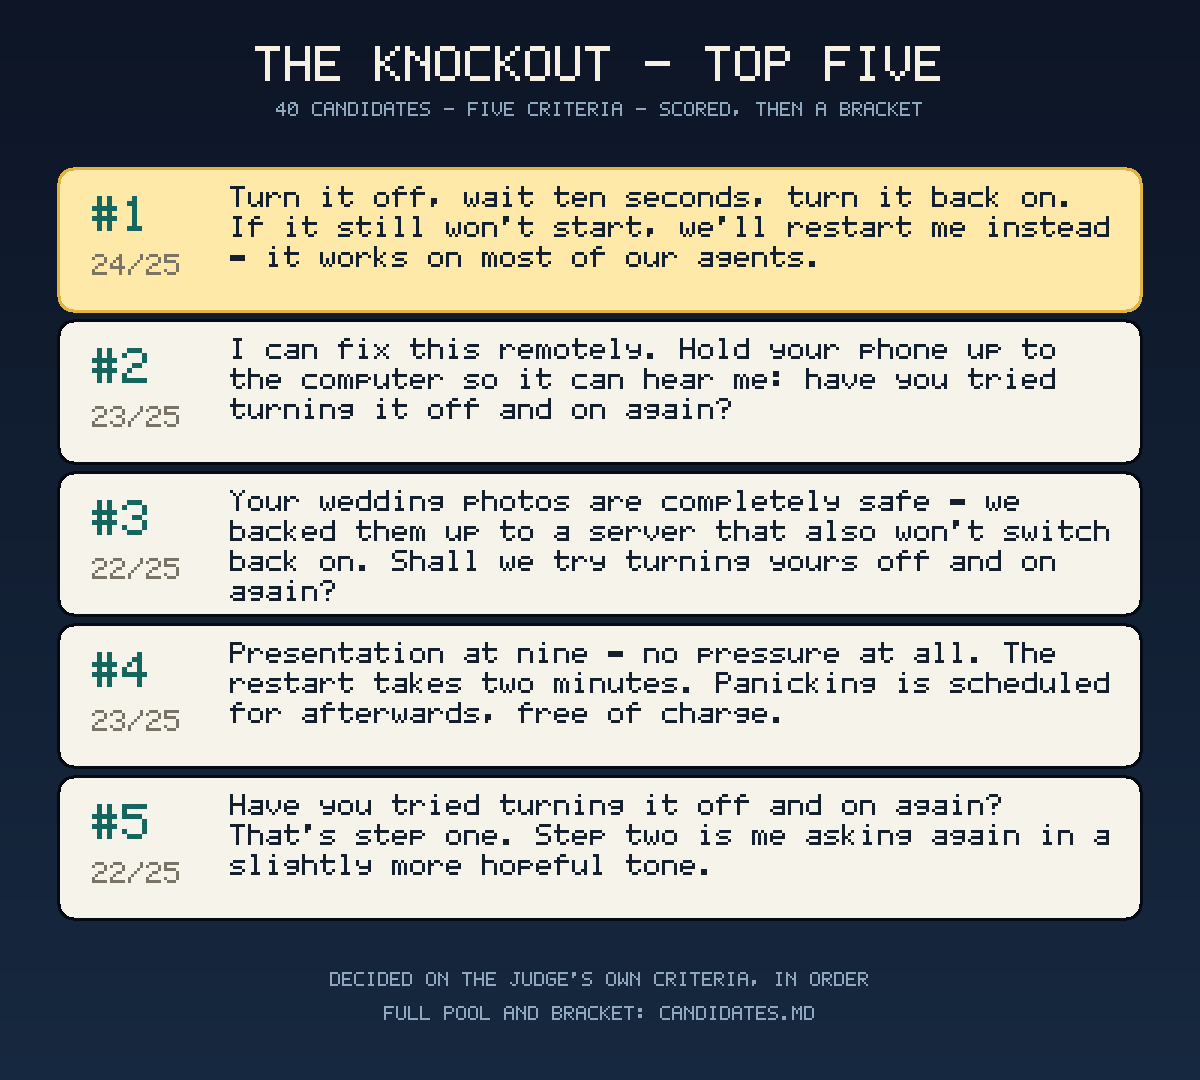 THE KNOCKOUT – TOP FIVE
40 CANDIDATES – FIVE CRITERIA – SCORED, THEN A BRACKET
#1
24/25
Turn it off, wait ten seconds, turn it back on.
If it still won't start, we'll restart me instead
– it works on most of our agents.
#2
23/25
I can fix this remotely. Hold your phone up to
the computer so it can hear me: have you tried
turning it off and on again?
#3
22/25
Your wedding photos are completely safe – we
backed them up to a server that also won't switch
back on. Shall we try turning yours off and on
again?
#4
23/25
Presentation at nine – no pressure at all. The
restart takes two minutes. Panicking is scheduled
for afterwards, free of charge.
#5
22/25
Have you tried turning it off and on again?
That's step one. Step two is me asking again in a
slightly more hopeful tone.
DECIDED ON THE JUDGE'S OWN CRITERIA, IN ORDER
FULL POOL AND BRACKET: CANDIDATES.MD